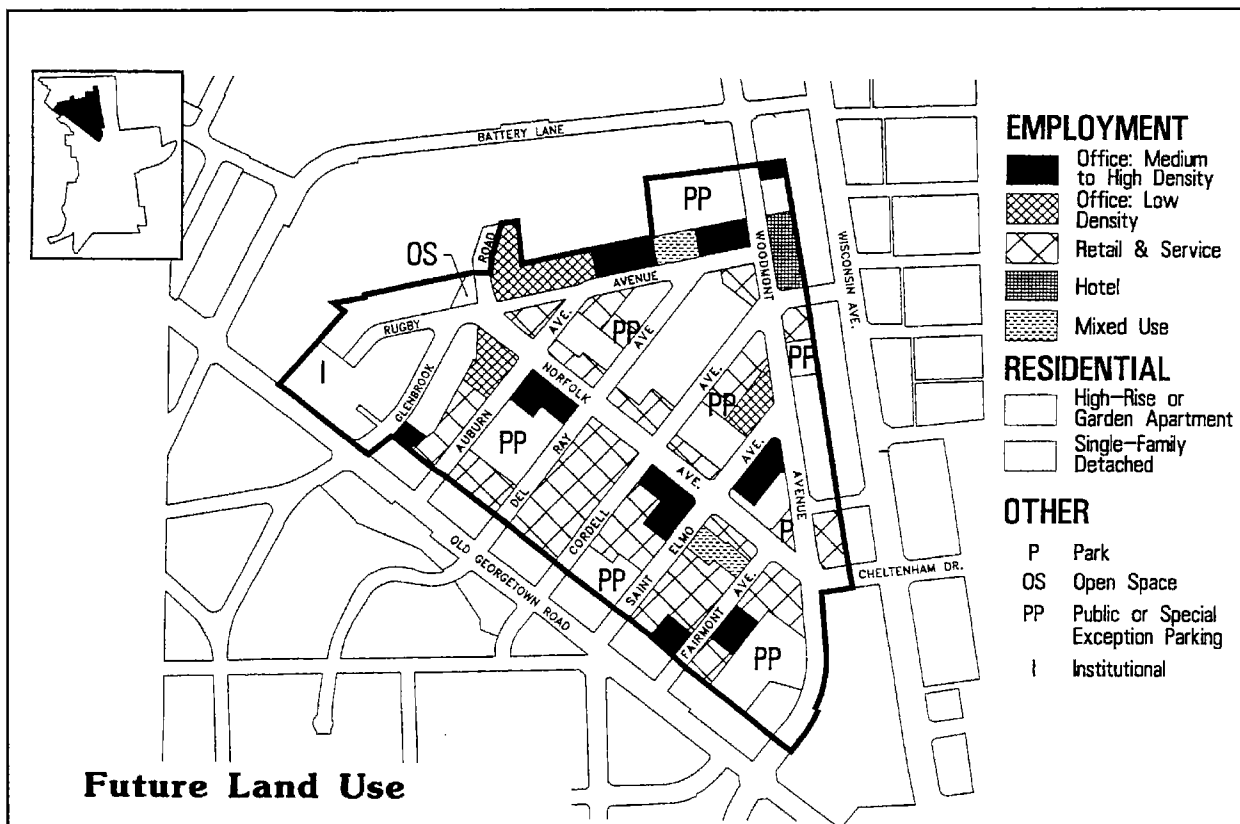 BATTERY LANE
PP
OS
ROAD
AVENUE
WOODMONT
WISCONSIN AVE.
RUGBY
AVE.
PP
AVE
PP
I
GLENBROOK
NORFOLK
AVE.
PP
AUBURN
PP
RAY
DEL
AVE.
AVE.
AVENUE
CORDELL
ELMO
P
OLD GEORGETOWN ROAD
PP
SAINT
AVE.
FAIRMONT
CHELTENHAM DR.
PP
Future Land Use
EMPLOYMENT
Office: Medium
to High Density
Office: Low
Density
Retail & Service
Hotel
Mixed Use
RESIDENTIAL
High-Rise or
Garden Apartment
Single-Family
Detached
OTHER
P Park
OS Open Space
PP Public or Special
Exception Parking
I Institutional